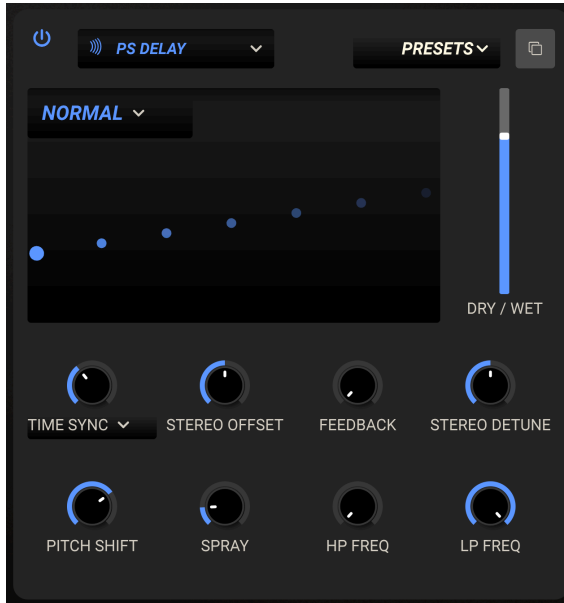 PS DELAY
PRESETS
NORMAL
DRY / WET
TIME SYNC
STEREO OFFSET
FEEDBACK
STEREO DETUNE
PITCH SHIFT
SPRAY
HP FREQ
LP FREQ